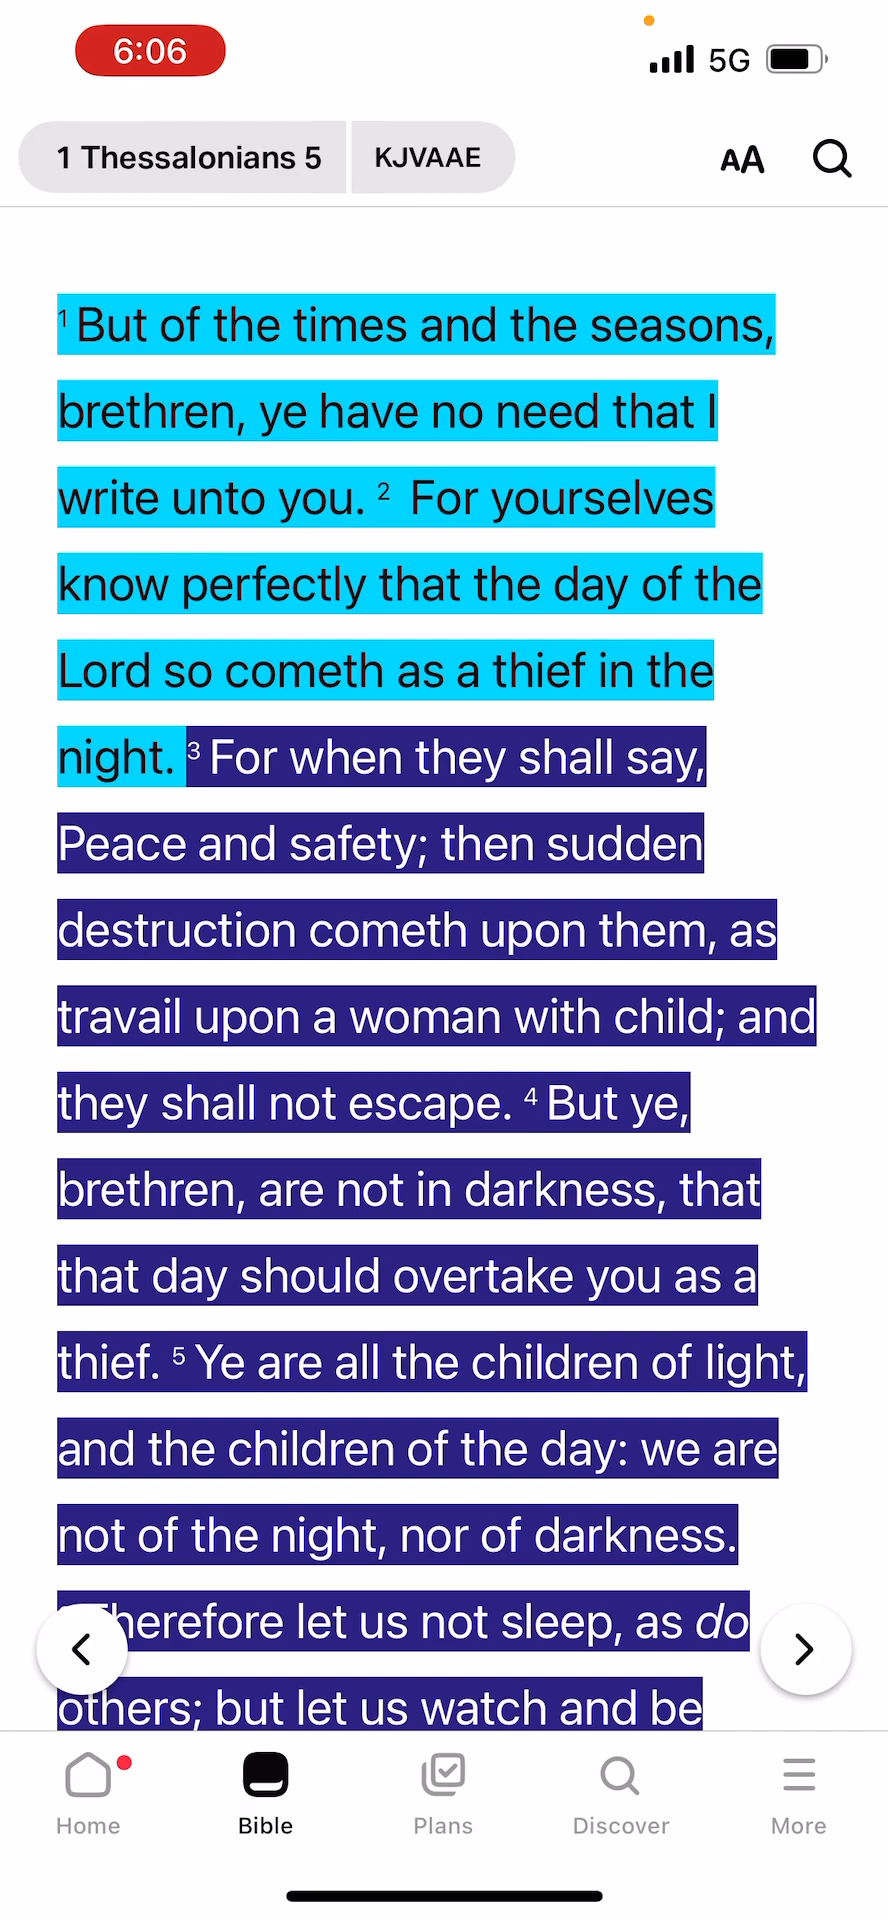 6:06
5G
1 Thessalonians 5
KJVAAE
AA
1 But of the times and the seasons,
brethren, ye have no need that I
write unto you. 2 For yourselves
know perfectly that the day of the
Lord so cometh as a thief in the
night. 3 For when they shall say,
Peace and safety; then sudden
destruction cometh upon them, as
travail upon a woman with child; and
they shall not escape. 4 But ye,
brethren, are not in darkness, that
that day should overtake you as a
thief. 5 Ye are all the children of light,
and the children of the day: we are
not of the night, nor of darkness.
Therefore let us not sleep, as do
others; but let us watch and be
Home
Bible
Plans
Discover
More